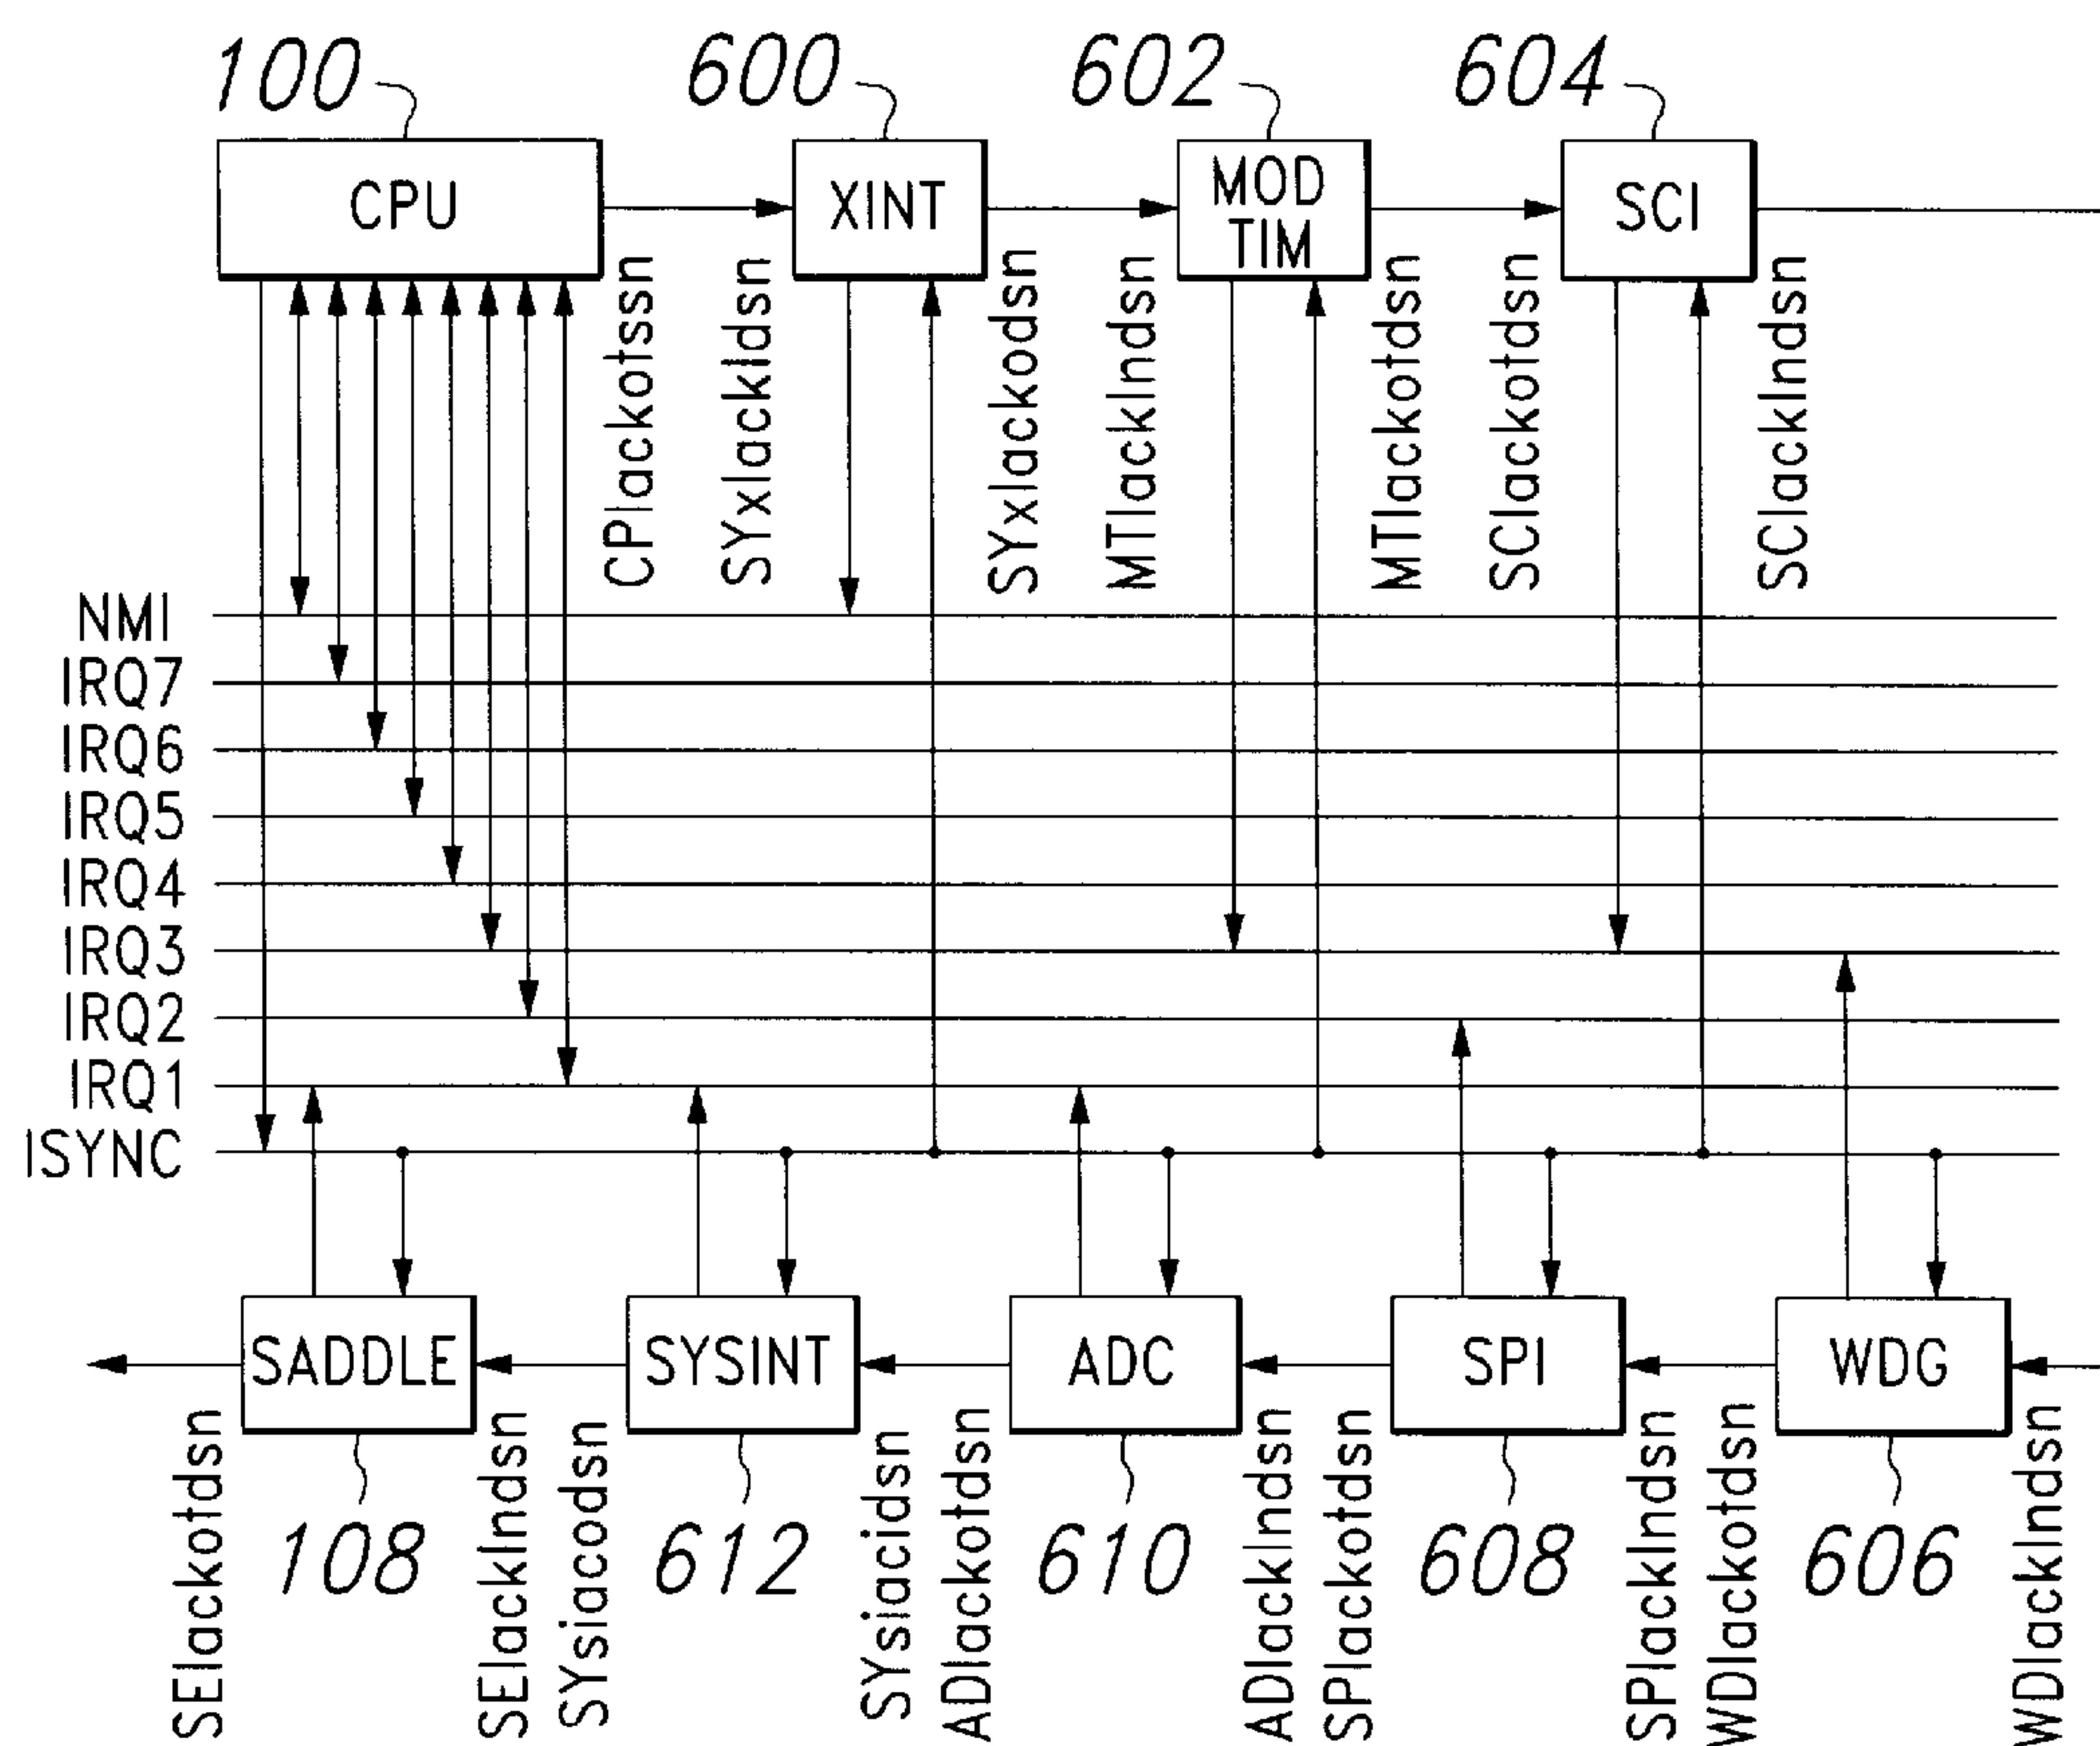 100
600
602
604
CPU
XINT
MOD
TIM
SCI
CPIackotssn
SYxIackIdsn
SYxIackodsn
MTIackIndsn
MTIackotdsn
SCIackotdsn
SCIackIndsn
NMI
IRQ7
IRQ6
IRQ5
IRQ4
IRQ3
IRQ2
IRQ1
ISYNC
SADDLE
SYSINT
ADC
SPI
WDG
SEIackotdsn
SEIackIndsn
SYsiacodsn
SYsiacidsn
ADIackotdsn
ADIackIndsn
SPIackotdsn
SPIackIndsn
WDIackotdsn
WDIackIndsn
108
612
610
608
606